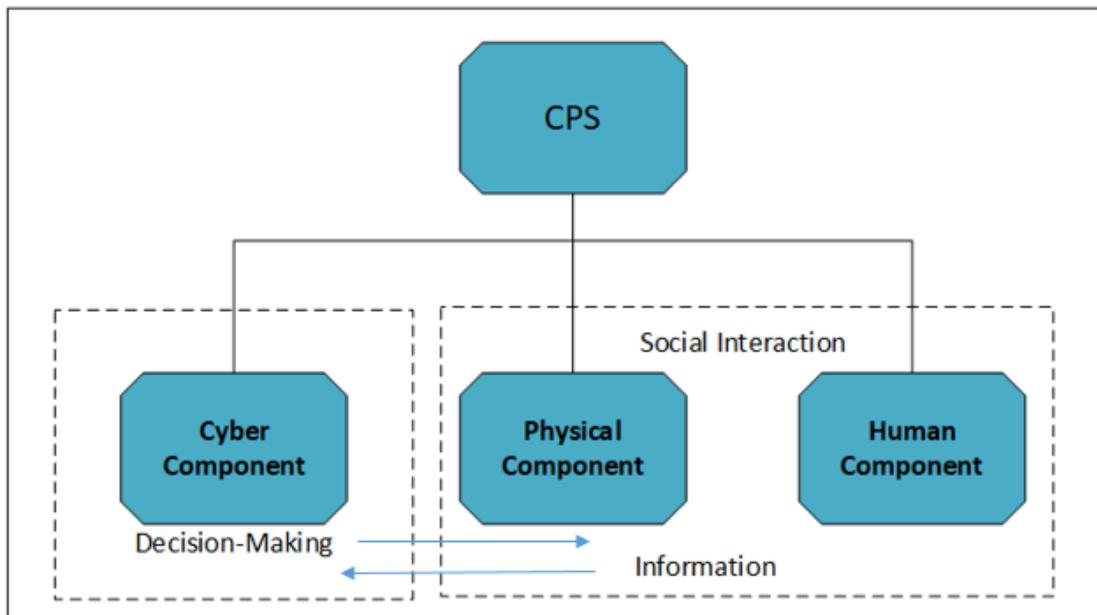 CPS
Social Interaction
Cyber
Component
Physical
Component
Human
Component
Decision-Making
Information